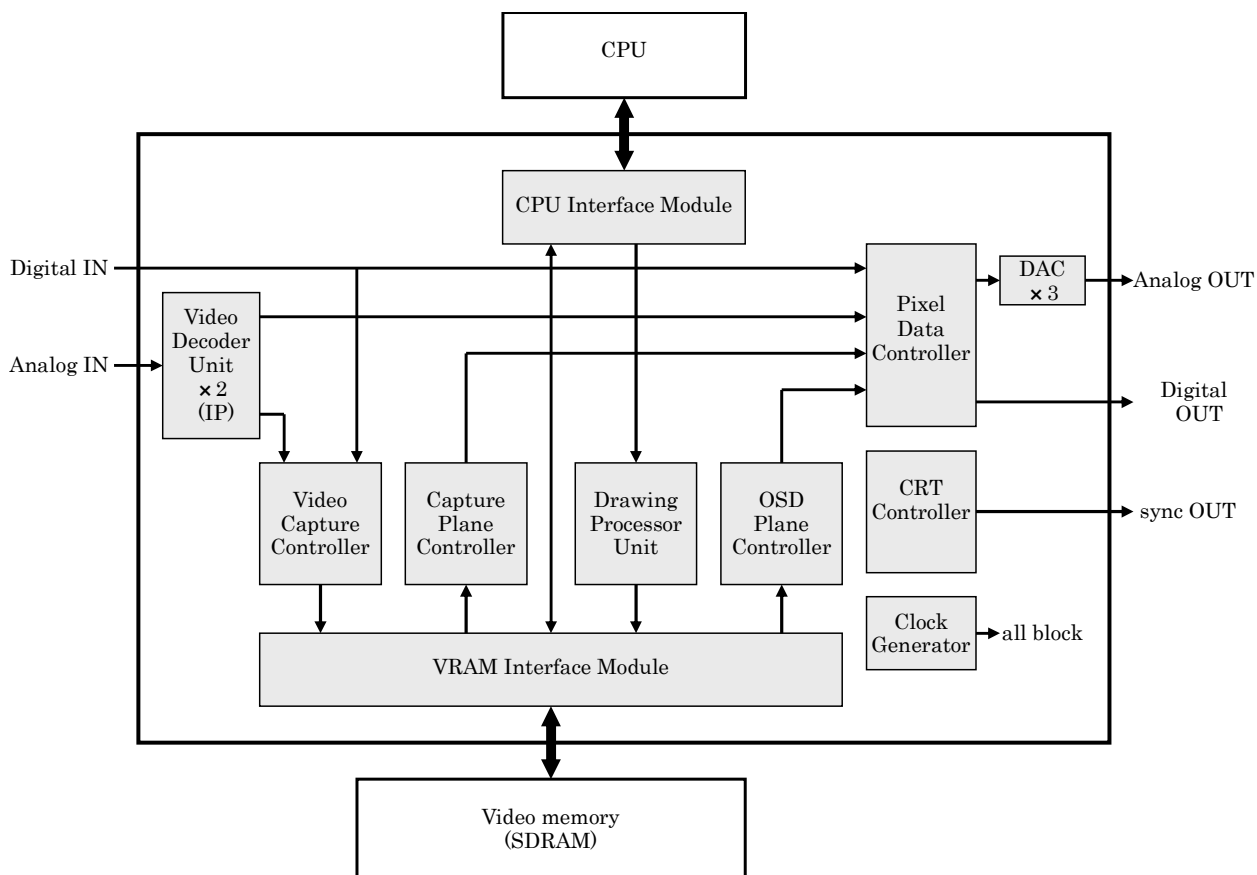 CPU
CPU Interface Module
Digital IN
DAC
× 3
Analog OUT
Video
Decoder
Unit
× 2
(IP)
Pixel
Data
Controller
Analog IN
Digital
OUT
Video
Capture
Controller
Capture
Plane
Controller
Drawing
Processor
Unit
OSD
Plane
Controller
CRT
Controller
sync OUT
Clock
Generator
all block
VRAM Interface Module
Video memory
(SDRAM)